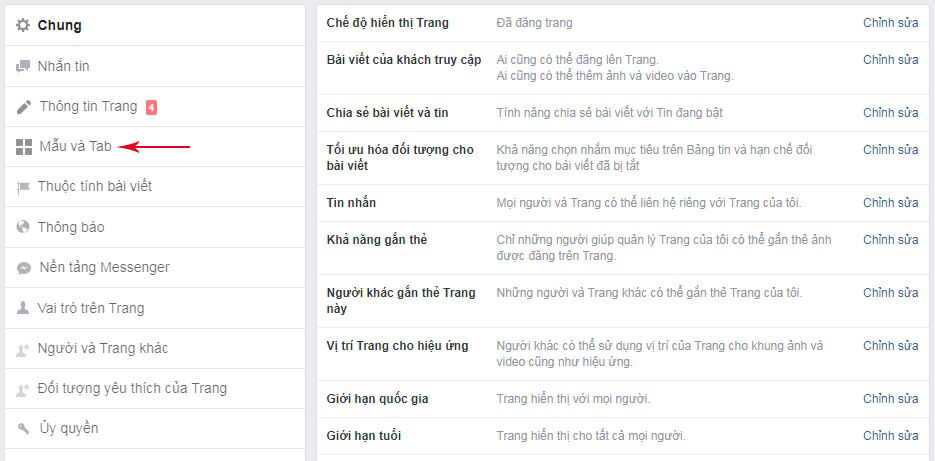 Chung
Nhắn tin
Thông tin Trang 4
Mẫu và Tab
Thuộc tính bài viết
Thông báo
Nền tảng Messenger
Vai trò trên Trang
Người và Trang khác
Đối tượng yêu thích của Trang
Ủy quyền
Chế độ hiển thị Trang Đã đăng trang Chỉnh sửa
Bài viết của khách truy cập Ai cũng có thể đăng lên Trang. Chỉnh sửa
Ai cũng có thể thêm ảnh và video vào Trang.
Chia sẻ bài viết và tin Tính năng chia sẻ bài viết với Tin đang bật Chỉnh sửa
Tối ưu hóa đối tượng cho Khả năng chọn nhắm mục tiêu trên Bảng tin và hạn chế đối Chỉnh sửa
bài viết tượng cho bài viết đã bị tắt
Tin nhắn Mọi người và Trang có thể liên hệ riêng với Trang của tôi. Chỉnh sửa
Khả năng gắn thẻ Chỉ những người giúp quản lý Trang của tôi có thể gắn thẻ ảnh Chỉnh sửa
được đăng trên Trang.
Người khác gắn thẻ Trang Những người và Trang khác có thể gắn thẻ Trang của tôi. Chỉnh sửa
này
Vị trí Trang cho hiệu ứng Người khác có thể sử dụng vị trí của Trang cho khung ảnh và Chỉnh sửa
video cũng như hiệu ứng.
Giới hạn quốc gia Trang hiển thị với mọi người. Chỉnh sửa
Giới hạn tuổi Trang hiển thị cho tất cả mọi người. Chỉnh sửa